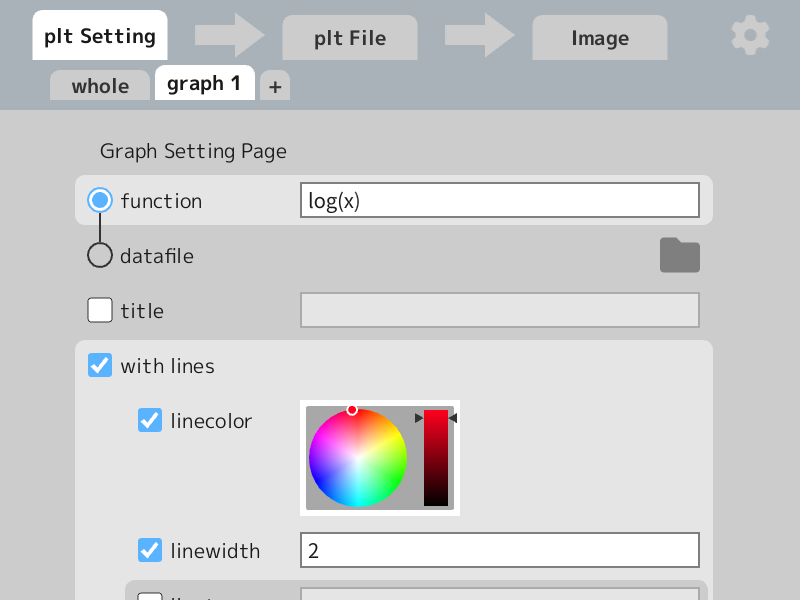 plt Setting
plt File
Image
whole
graph 1
+
Graph Setting Page
function
log(x)
datafile
title
with lines
linecolor
linewidth
2